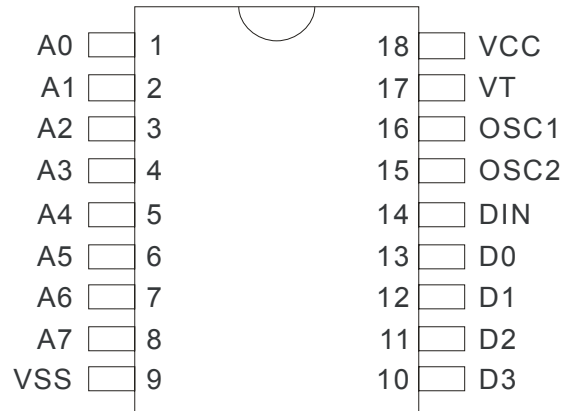 A0 1 18 VCC
A1 2 17 VT
A2 3 16 OSC1
A3 4 15 OSC2
A4 5 14 DIN
A5 6 13 D0
A6 7 12 D1
A7 8 11 D2
VSS 9 10 D3